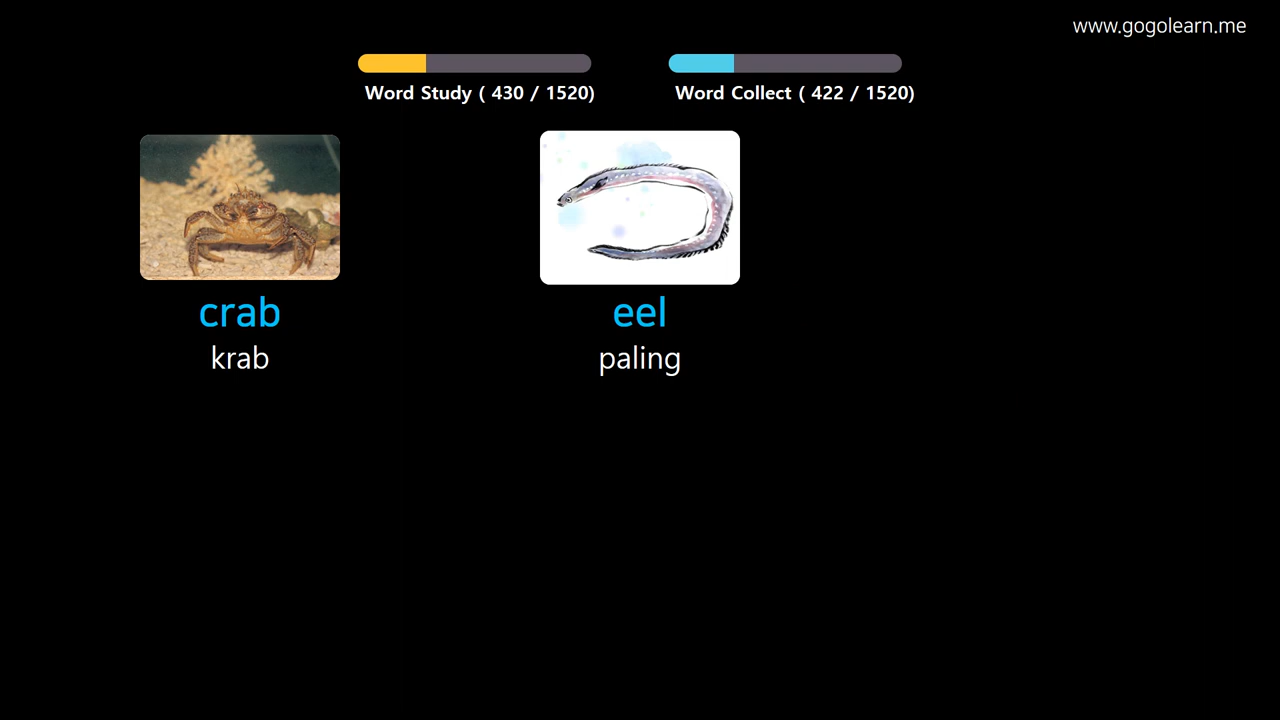 www.gogolearn.me
Word Study ( 430 / 1520)
Word Collect ( 422 / 1520)
crab
krab
eel
paling